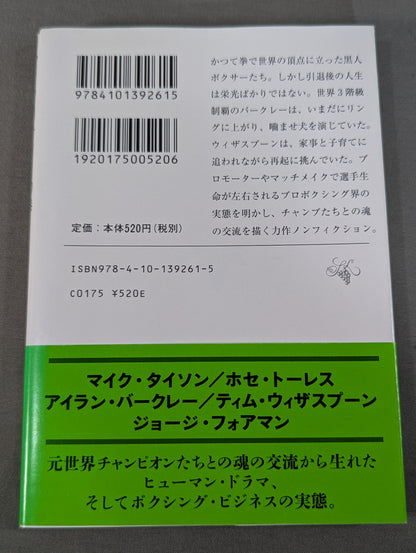 9784101392615
1920175005206
定価：本体520円（税別）
ISBN978-4-10-139261-5
C0175 ¥520E
かつて拳で世界の頂点に立った黒人
ボクサーたち。しかし引退後の人生
は栄光ばかりではない。世界3階級
制覇のバークレーは、いまだにリン
グに上がり、噛ませ犬を演じていた。
ウィザスプーンは、家事と子育てに
追われながら再起に挑んでいた。プ
ロモーターやマッチメイクで選手生
命が左右されるプロボクシング界の
実態を明かし、チャンプたちとの魂
の交流を描く力作ノンフィクション。
マイク・タイソン／ホセ・トーレス
アイラン・バークレー／ティム・ウィザスプーン
ジョージ・フォアマン
元世界チャンピオンたちとの魂の交流から生れた
ヒューマン・ドラマ、
そしてボクシング・ビジネスの実態。